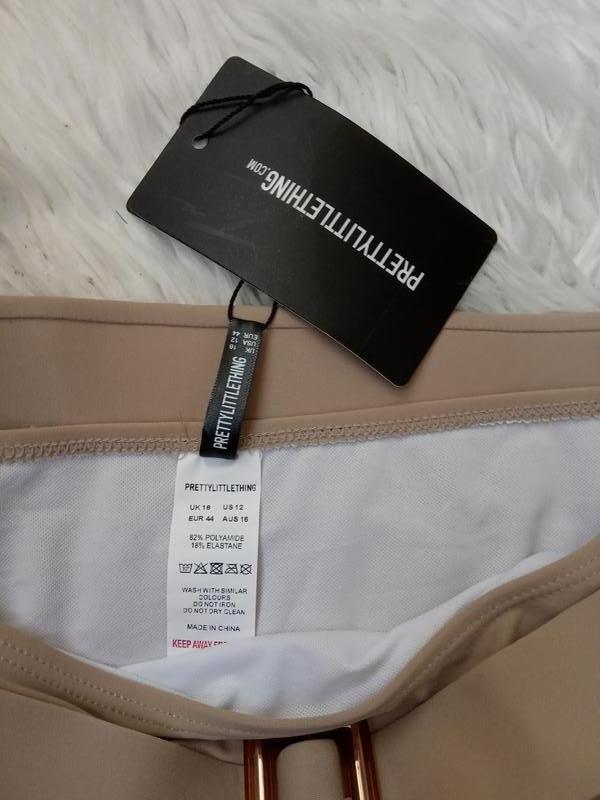 PRETTYLITTLETHING.COM
PRETTYLITTLETHING
UK 16
USA 12
EUR 44
PRETTYLITTLETHING
UK 16 US 12
EUR 44 AUS 16
82% POLYAMIDE
18% ELASTANE
WASH WITH SIMILAR
COLOURS
DO NOT IRON
DO NOT DRY CLEAN
MADE IN CHINA
KEEP AWAY